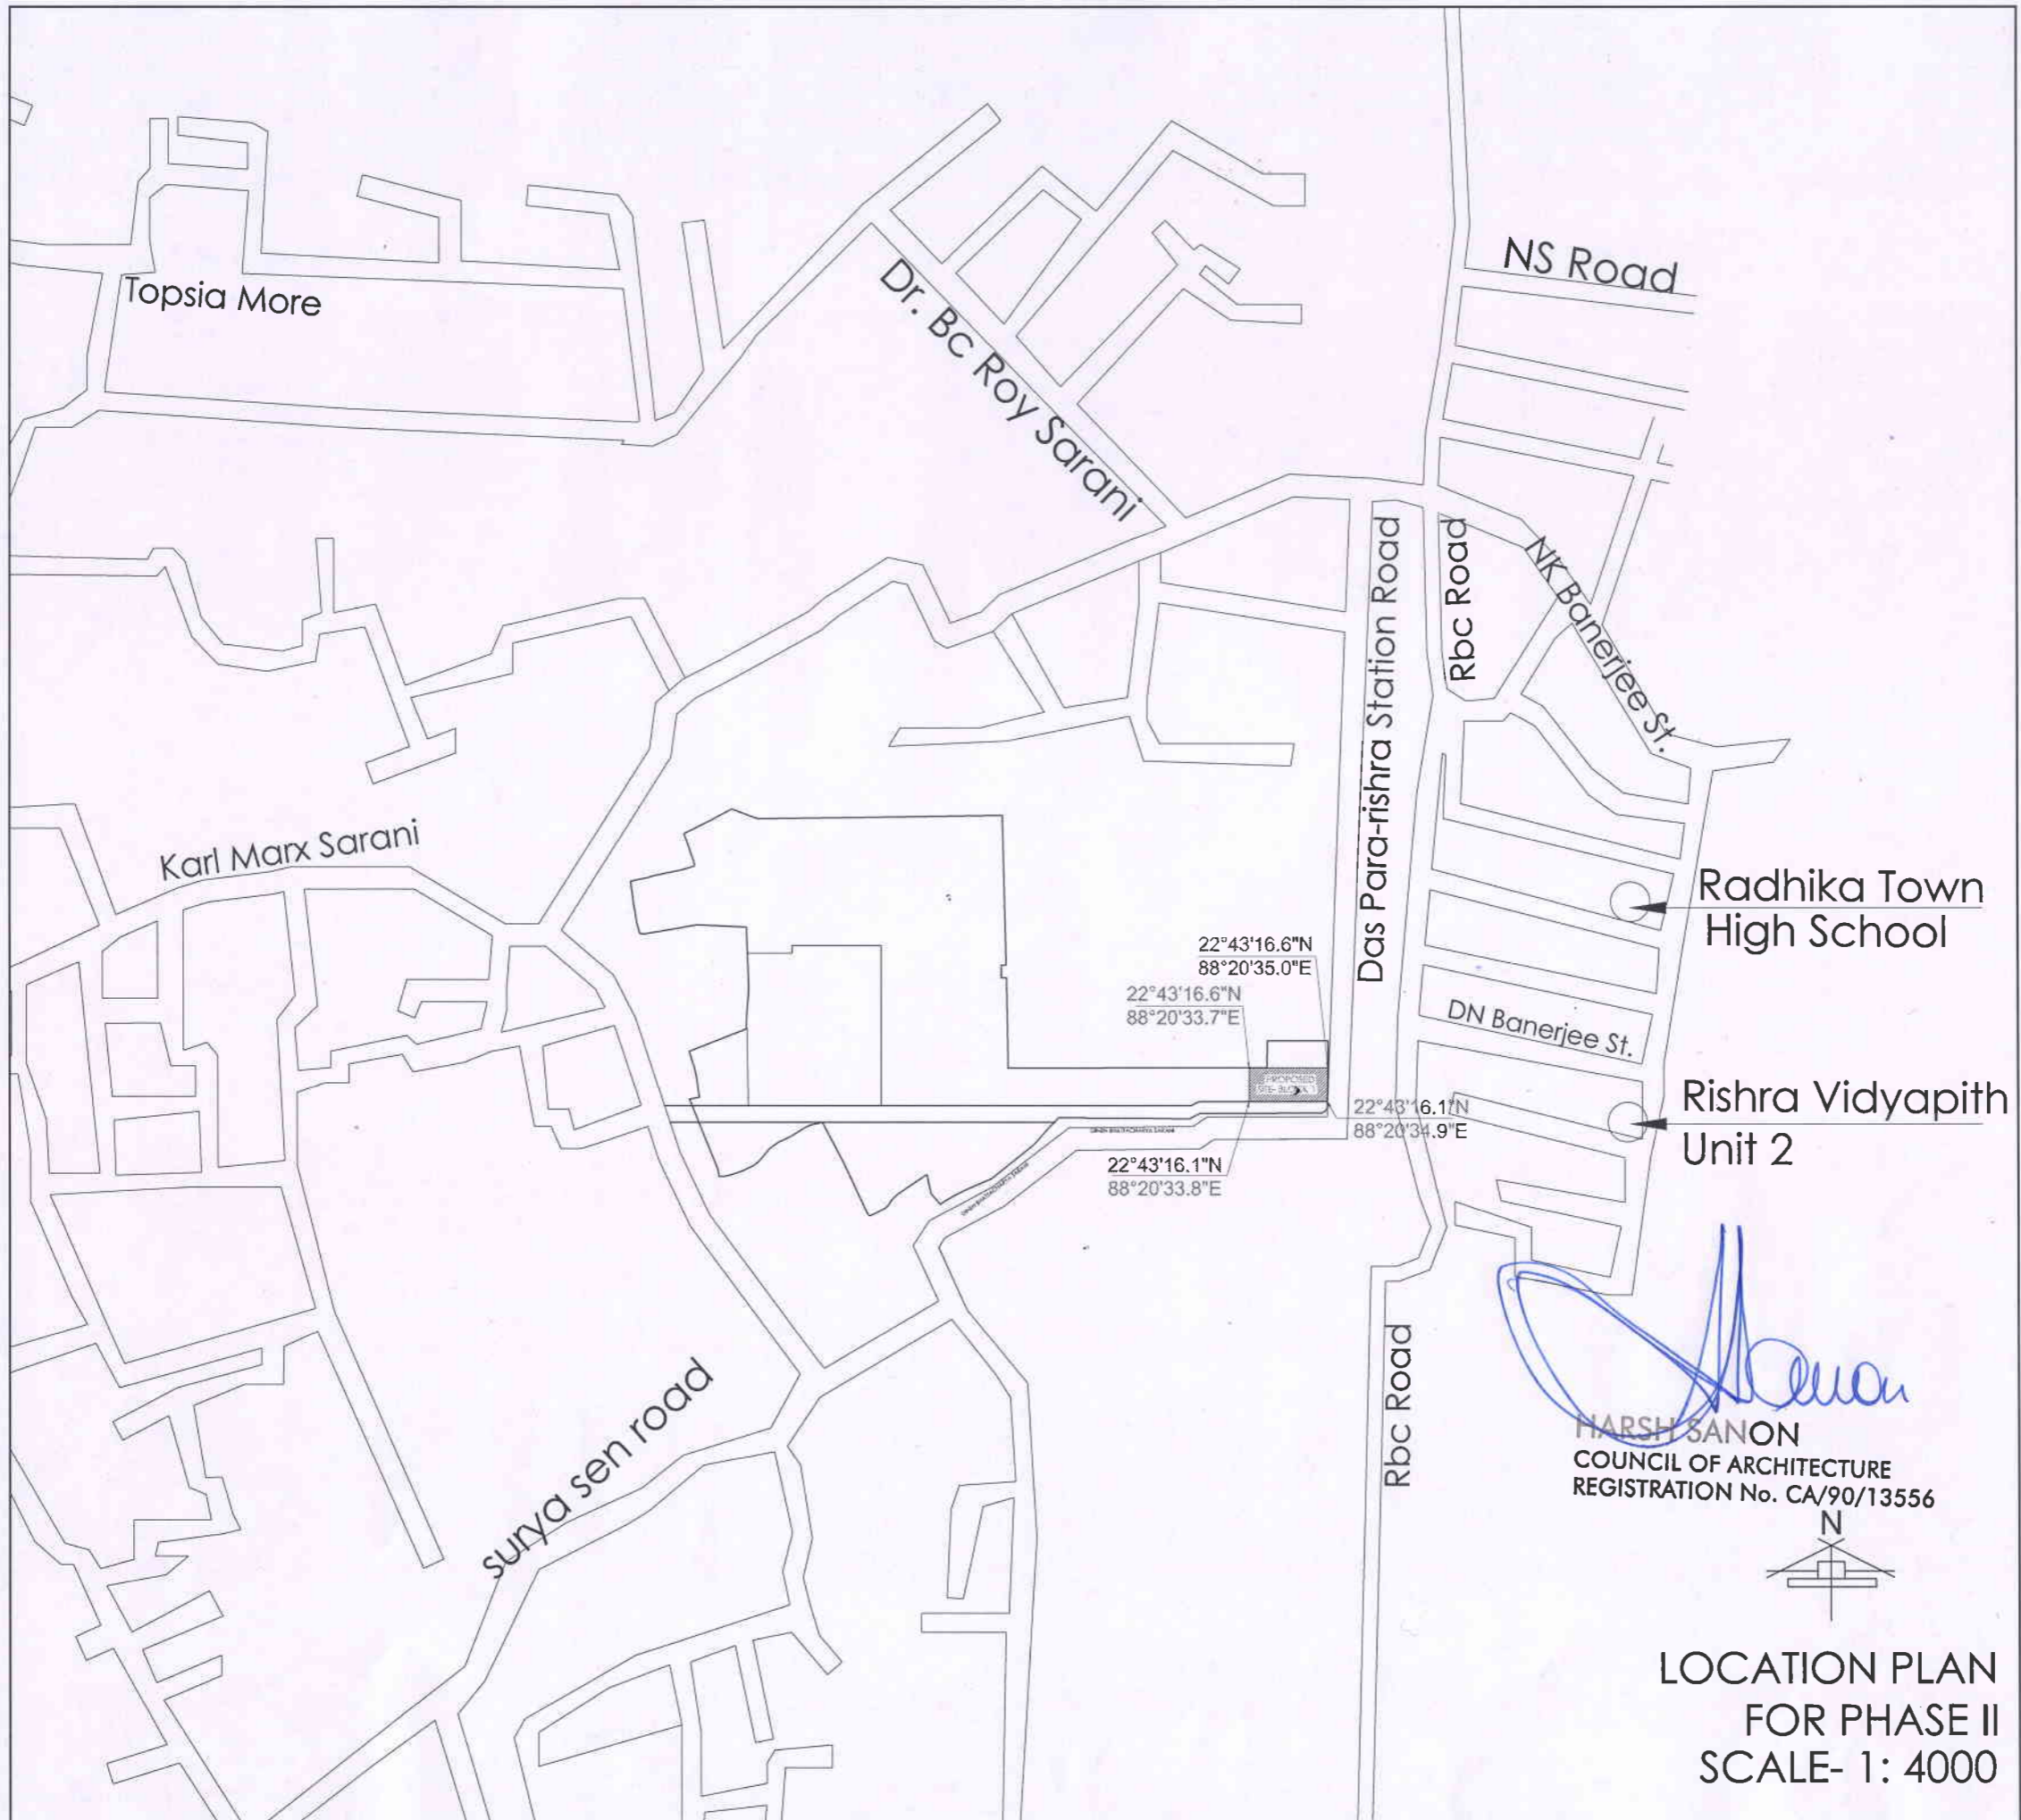 NS Road
Topsia More
Dr. Bc Roy Sarani
Das Para-rishra Station Road
Rbc Road
NK Banerjee St.
Karl Marx Sarani
Radhika Town
High School
22°43'16.6"N
88°20'35.0"E
22°43'16.6"N
88°20'33.7"E
DN Banerjee St.
PROPOSED
22°43'16.1"N
88°20'34.9"E
Rishra Vidyapith
Unit 2
22°43'16.1"N
88°20'33.8"E
Rbc Road
surya sen road
HARSH SANON
COUNCIL OF ARCHITECTURE
REGISTRATION No. CA/90/13556
N
LOCATION PLAN
FOR PHASE II
SCALE- 1: 4000